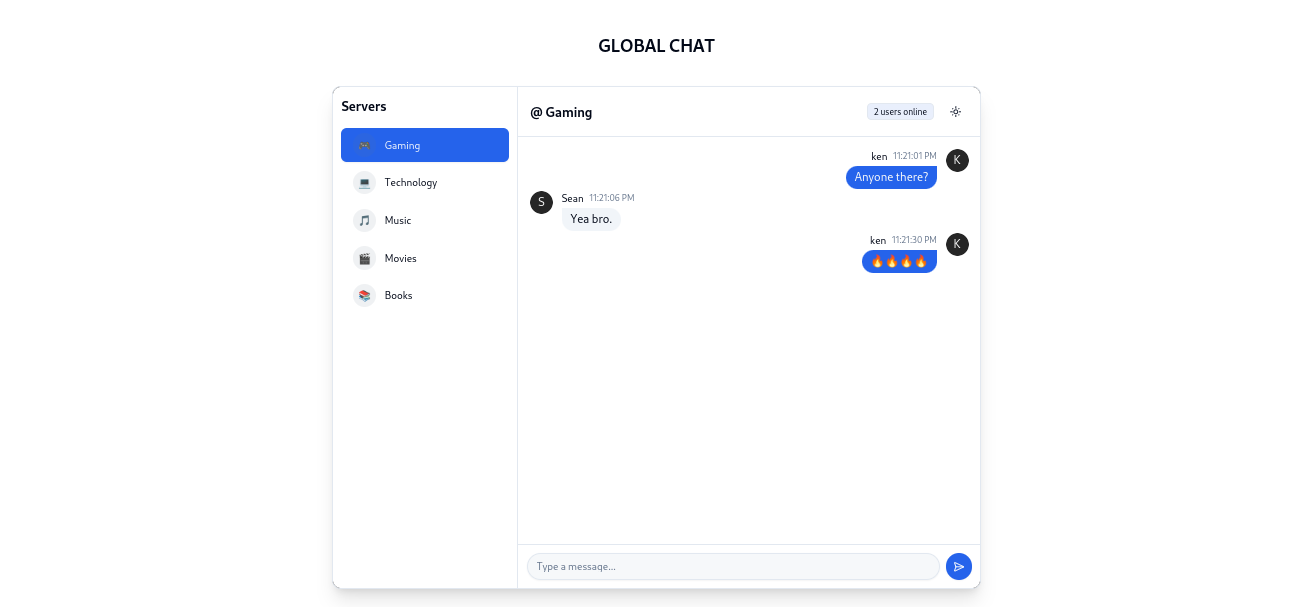 GLOBAL CHAT
Servers
Gaming
Technology
Music
Movies
Books
@ Gaming
2 users online
ken 11:21:01 PM
K
Anyone there?
S
Sean 11:21:06 PM
Yea bro.
ken 11:21:30 PM
K
🔥🔥🔥🔥
Type a message...